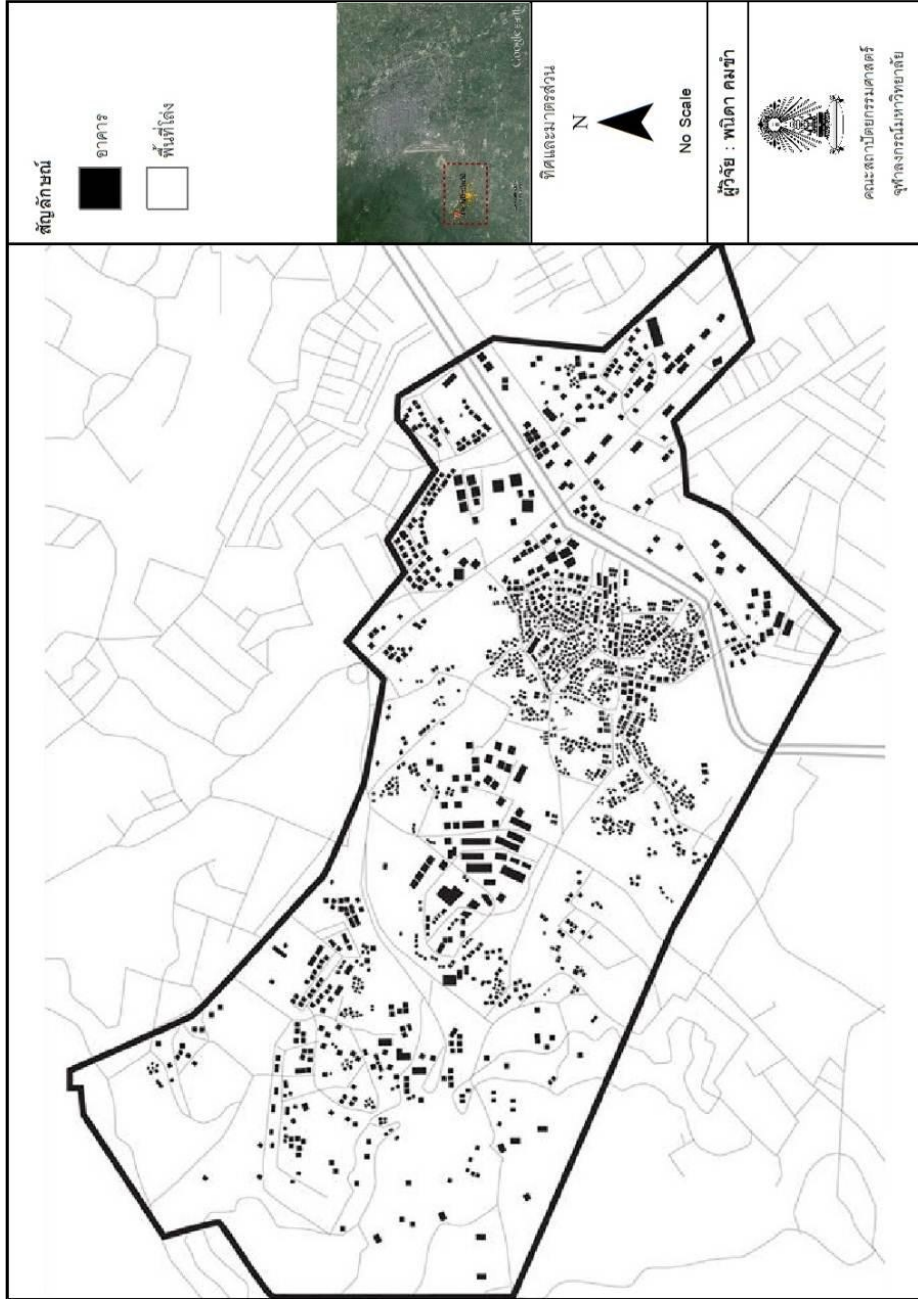 สัญลักษณ์
อาคาร
พื้นที่โล่ง
Google earth
ทิศและมาตราส่วน
N
No Scale
ผู้วิจัย : พนิดา คมขำ
คณะสถาปัตยกรรมศาสตร์
จุฬาลงกรณ์มหาวิทยาลัย